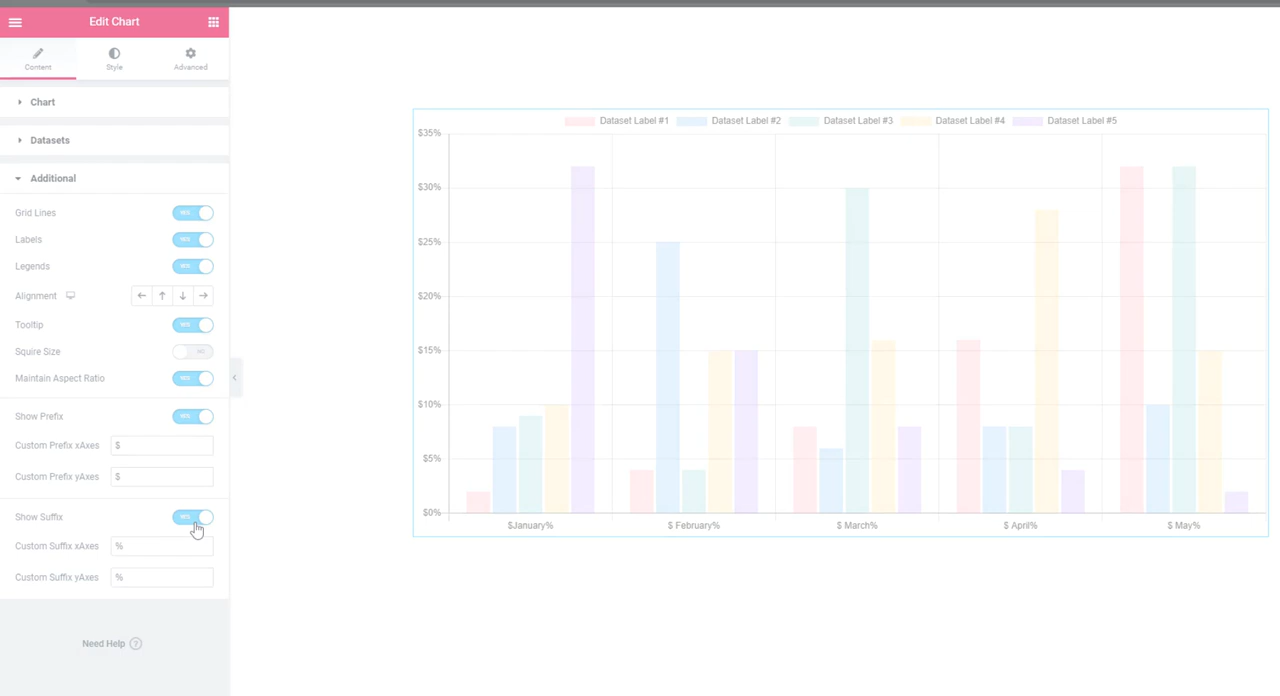 Edit Chart
Content
Style
Advanced
Chart
Datasets
Additional
Grid Lines
YES
Labels
YES
Legends
YES
Alignment
Tooltip
YES
Squire Size
NO
Maintain Aspect Ratio
YES
Show Prefix
YES
Custom Prefix xAxes
$
Custom Prefix yAxes
$
Show Suffix
YES
Custom Suffix xAxes
%
Custom Suffix yAxes
%
Need Help ?
Dataset Label #1 Dataset Label #2 Dataset Label #3 Dataset Label #4 Dataset Label #5
$35%
$30%
$25%
$20%
$15%
$10%
$5%
$0%
$January% $ February% $ March% $ April% $ May%